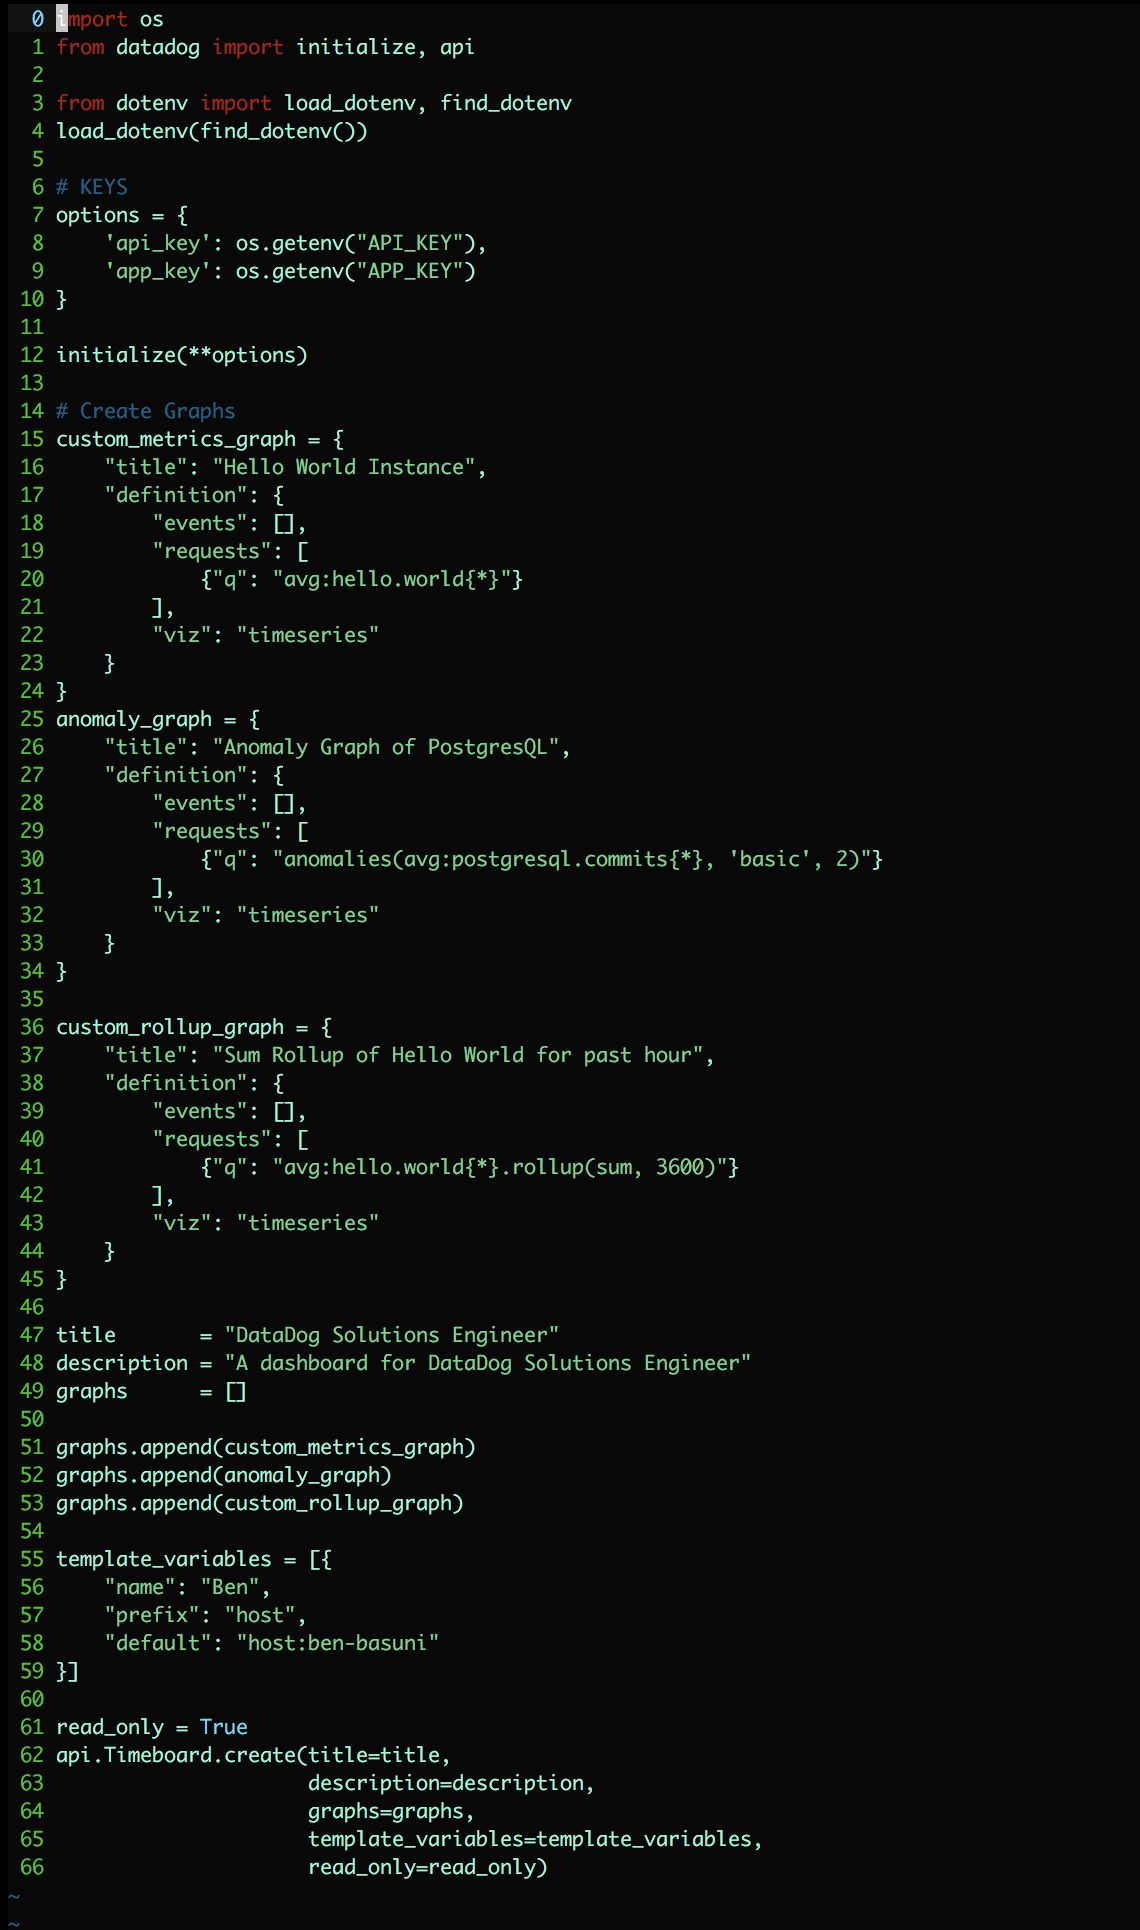 0 import os
1 from datadog import initialize, api
2
3 from dotenv import load_dotenv, find_dotenv
4 load_dotenv(find_dotenv())
5
6 # KEYS
7 options = {
8     'api_key': os.getenv("API_KEY"),
9     'app_key': os.getenv("APP_KEY")
10 }
11
12 initialize(**options)
13
14 # Create Graphs
15 custom_metrics_graph = {
16     "title": "Hello World Instance",
17     "definition": {
18         "events": [],
19         "requests": [
20             {"q": "avg:hello.world{*}"}
21         ],
22         "viz": "timeseries"
23     }
24 }
25 anomaly_graph = {
26     "title": "Anomaly Graph of PostgresQL",
27     "definition": {
28         "events": [],
29         "requests": [
30             {"q": "anomalies(avg:postgresql.commits{*}, 'basic', 2)"}
31         ],
32         "viz": "timeseries"
33     }
34 }
35
36 custom_rollup_graph = {
37     "title": "Sum Rollup of Hello World for past hour",
38     "definition": {
39         "events": [],
40         "requests": [
41             {"q": "avg:hello.world{*}.rollup(sum, 3600)"}
42         ],
43         "viz": "timeseries"
44     }
45 }
46
47 title       = "DataDog Solutions Engineer"
48 description = "A dashboard for DataDog Solutions Engineer"
49 graphs      = []
50
51 graphs.append(custom_metrics_graph)
52 graphs.append(anomaly_graph)
53 graphs.append(custom_rollup_graph)
54
55 template_variables = [{
56     "name": "Ben",
57     "prefix": "host",
58     "default": "host:ben-basuni"
59 }]
60
61 read_only = True
62 api.Timeboard.create(title=title,
63                      description=description,
64                      graphs=graphs,
65                      template_variables=template_variables,
66                      read_only=read_only)
~
~